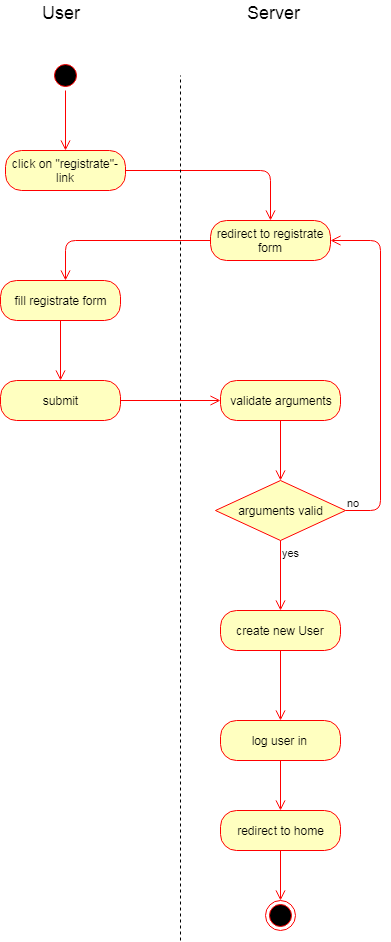 User
Server
click on "registrate"-
link
redirect to registrate
form
fill registrate form
submit
validate arguments
arguments valid
no
yes
create new User
log user in
redirect to home